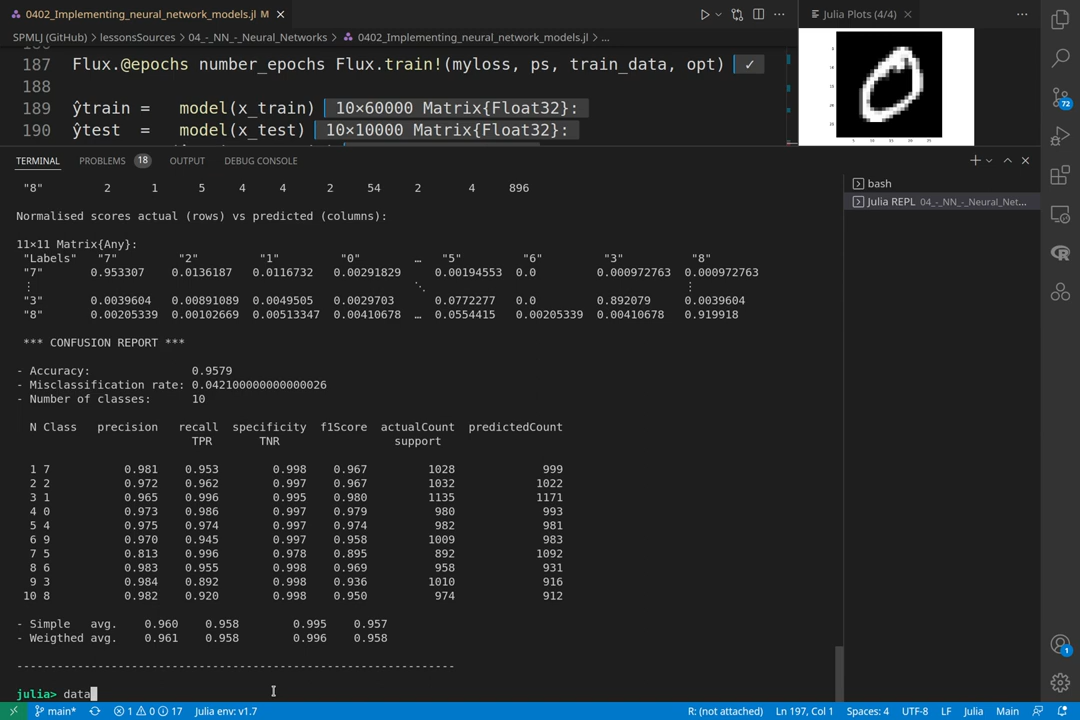 0402_Implementing_neural_network_models.jl M
Julia Plots (4/4)
SPMLJ (GitHub) > lessonsSources > 04_-_NN_-_Neural_Networks > 0402_Implementing_neural_network_models.jl > ...
187 Flux.@epochs number_epochs Flux.train!(myloss, ps, train_data, opt) ✓
188
189 ŷtrain = model(x_train) 10×60000 Matrix{Float32}:
190 ŷtest = model(x_test) 10×10000 Matrix{Float32}:
TERMINAL PROBLEMS 18 OUTPUT DEBUG CONSOLE
bash
Julia REPL 04_-_NN_-_Neural_Net...
72
"8" 2 1 5 4 4 2 54 2 4 896
Normalised scores actual (rows) vs predicted (columns):
11×11 Matrix{Any}:
"Labels" "7" "2" "1" "0" … "5" "6" "3" "8"
"7" 0.953307 0.0136187 0.0116732 0.00291829 0.00194553 0.0 0.000972763 0.000972763
⋮ ⋱ ⋮
"3" 0.0039604 0.00891089 0.0049505 0.0029703 0.0772277 0.0 0.892079 0.0039604
"8" 0.00205339 0.00102669 0.00513347 0.00410678 … 0.0554415 0.00205339 0.00410678 0.919918
*** CONFUSION REPORT ***
- Accuracy: 0.9579
- Misclassification rate: 0.042100000000000026
- Number of classes: 10
N Class precision recall specificity f1Score actualCount predictedCount
TPR TNR support
1 7 0.981 0.953 0.998 0.967 1028 999
2 2 0.972 0.962 0.997 0.967 1032 1022
3 1 0.965 0.996 0.995 0.980 1135 1171
4 0 0.973 0.986 0.997 0.979 980 993
5 4 0.975 0.974 0.997 0.974 982 981
6 9 0.970 0.945 0.997 0.958 1009 983
7 5 0.813 0.996 0.978 0.895 892 1092
8 6 0.983 0.955 0.998 0.969 958 931
9 3 0.984 0.892 0.998 0.936 1010 916
10 8 0.982 0.920 0.998 0.950 974 912
- Simple avg. 0.960 0.958 0.995 0.957
- Weigthed avg. 0.961 0.958 0.996 0.958
-----------------------------------------------------------------
julia> data
1
main* 1 0 17 Julia env: v1.7 R: (not attached) Ln 197, Col 1 Spaces: 4 UTF-8 LF Julia Main